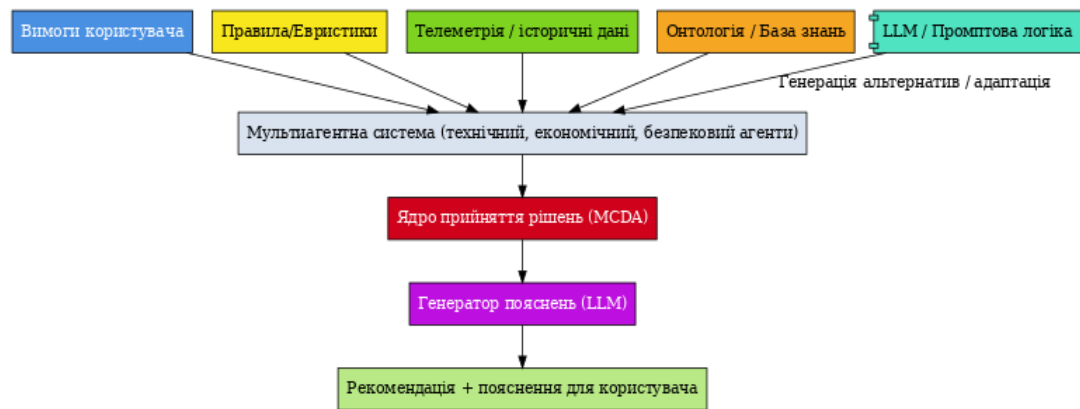 Вимоги користувача
Правила/Евристики
Телеметрія / історичні дані
Онтологія / База знань
LLM / Промптова логіка
Генерація альтернатив / адаптація
Мультиагентна система (технічний, економічний, безпековий агенти)
Ядро прийняття рішень (MCDA)
Генератор пояснень (LLM)
Рекомендація + пояснення для користувача